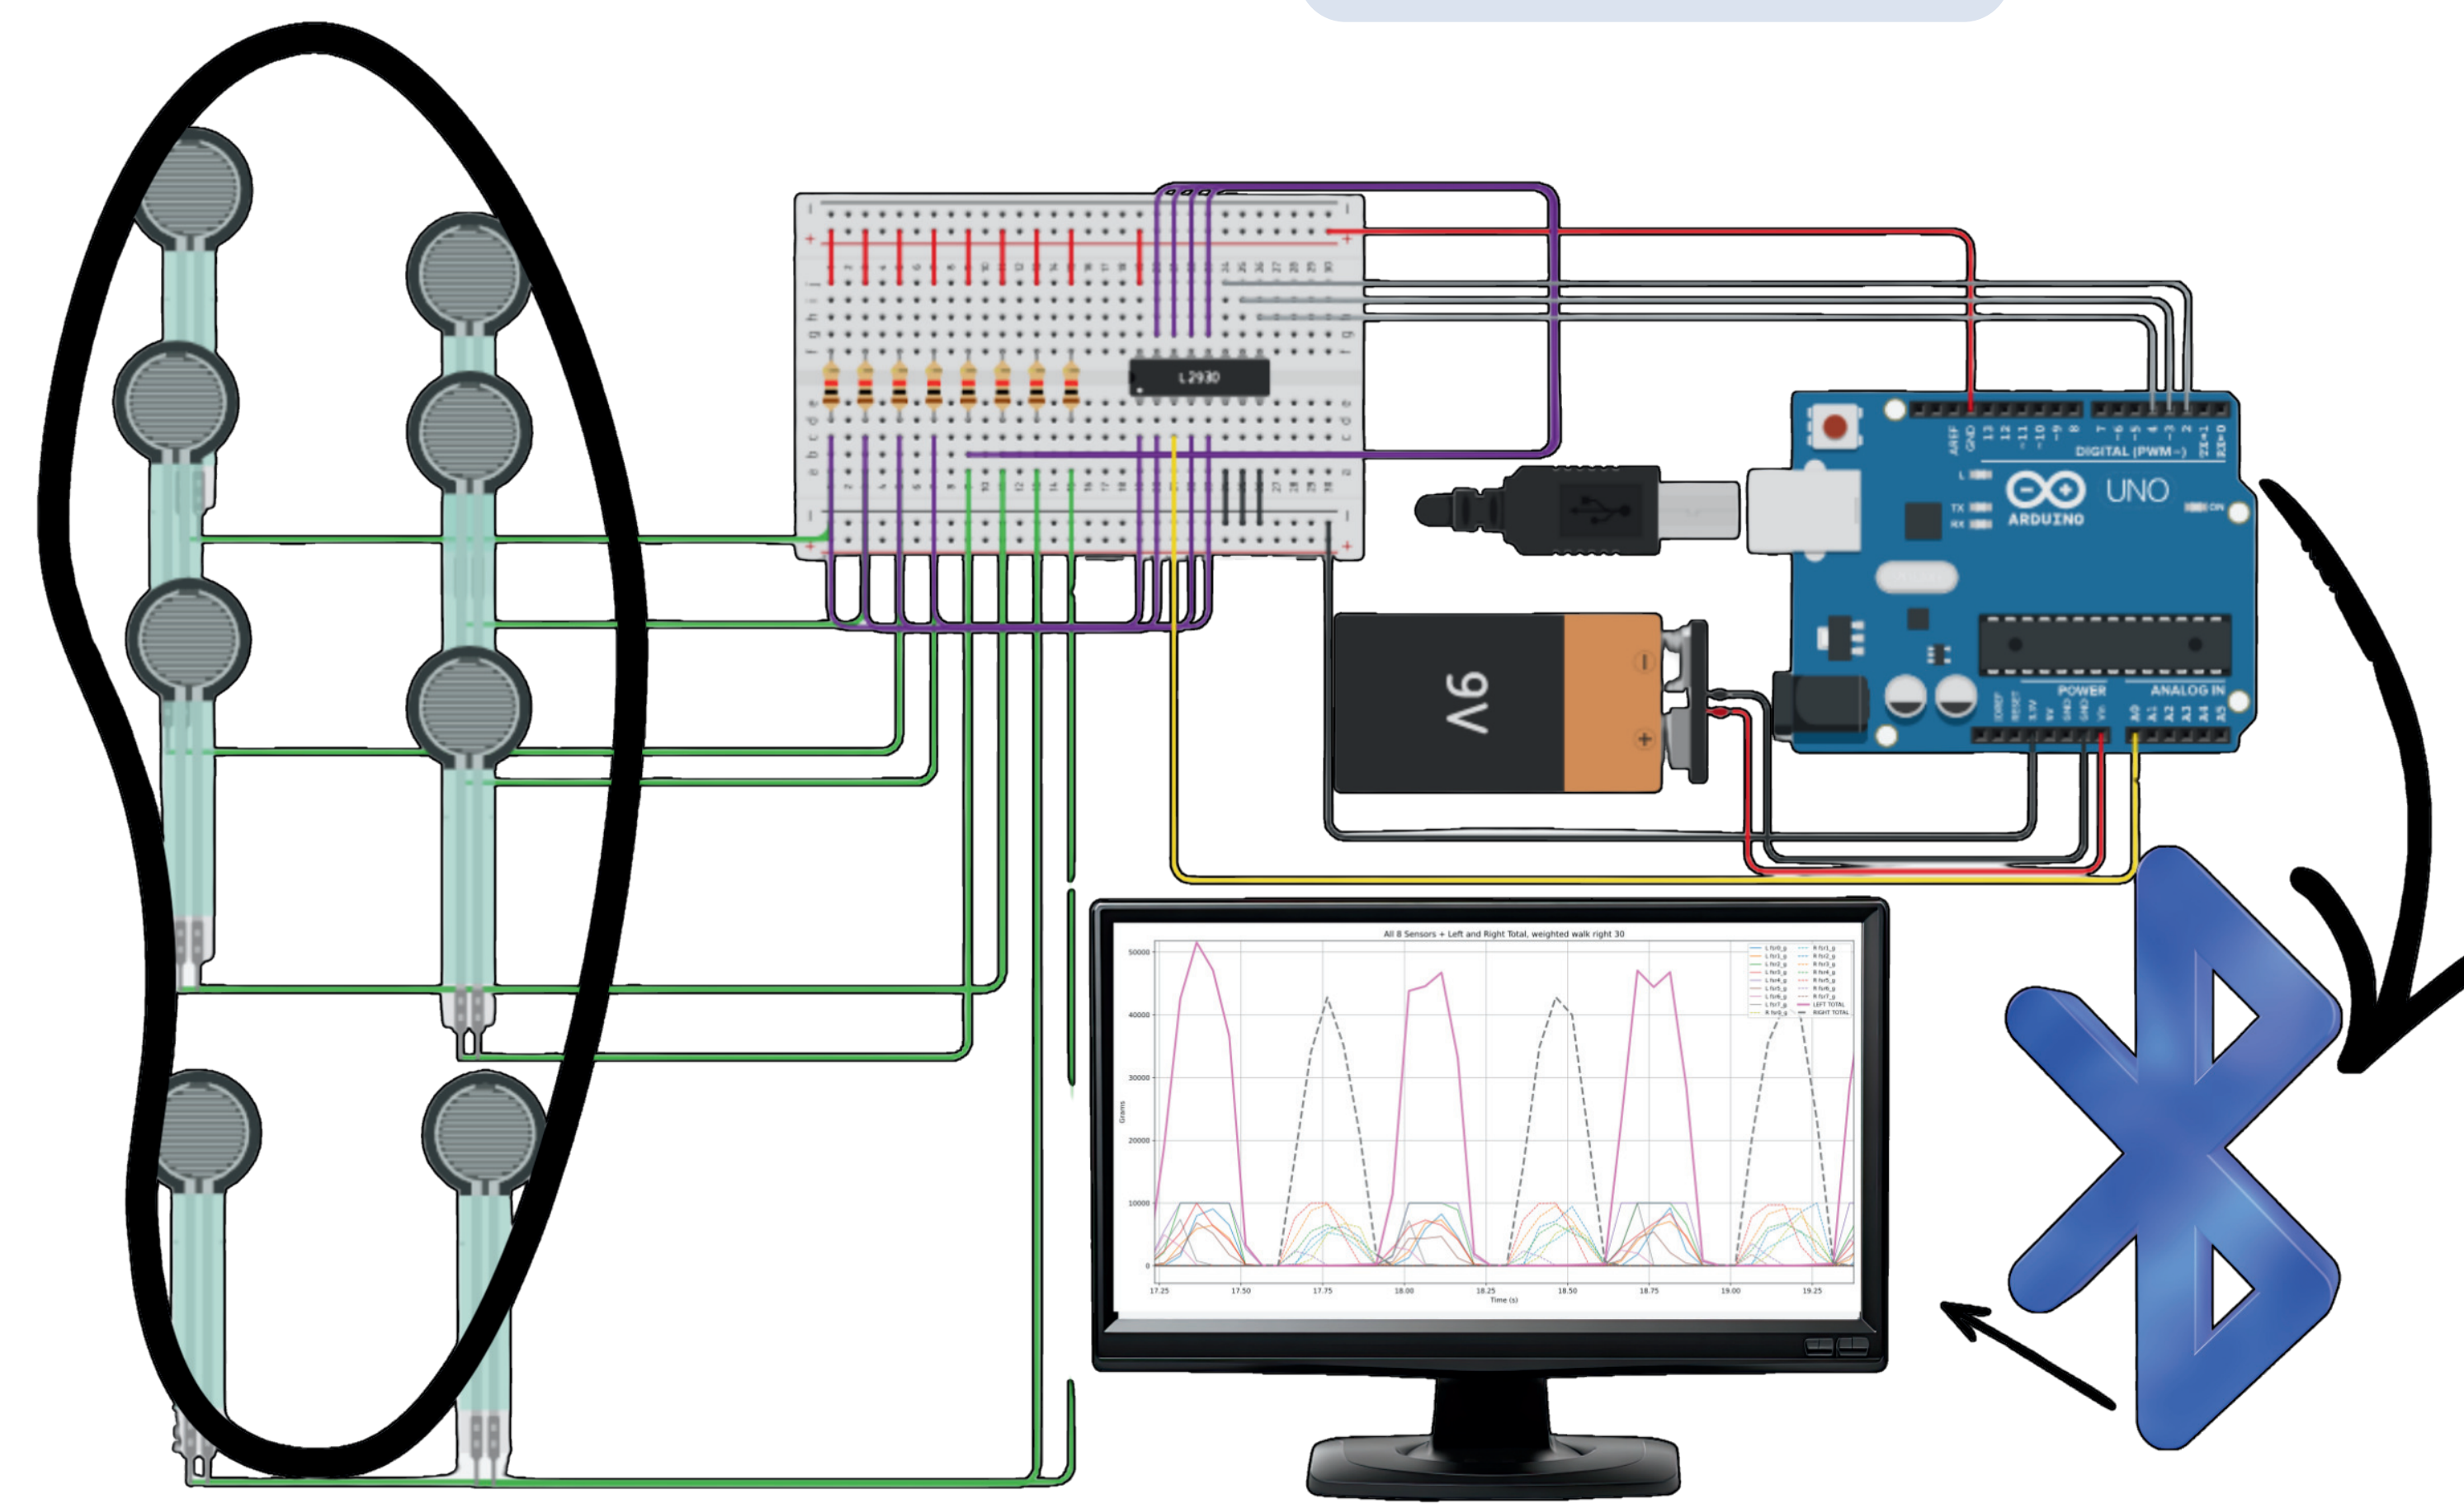 L293D
AREF
GND
13
12
~11
~10
~9
8
7
~6
~5
4
~3
2
TX→1
RX←0
DIGITAL (PWM~)
L
TX
RX
UNO
ARDUINO
ON
POWER
ANALOG IN
IOREF
RESET
3.3V
5V
GND
GND
Vin
A0
A1
A2
A3
A4
A5
9V
All 8 Sensors + Left and Right Total, weighted walk right 30
LEFT TOTAL
RIGHT TOTAL
50000
40000
30000
20000
10000
0
Grams
17.25 17.50 17.75 18.00 18.25 18.50 18.75 19.00 19.25
Time (s)